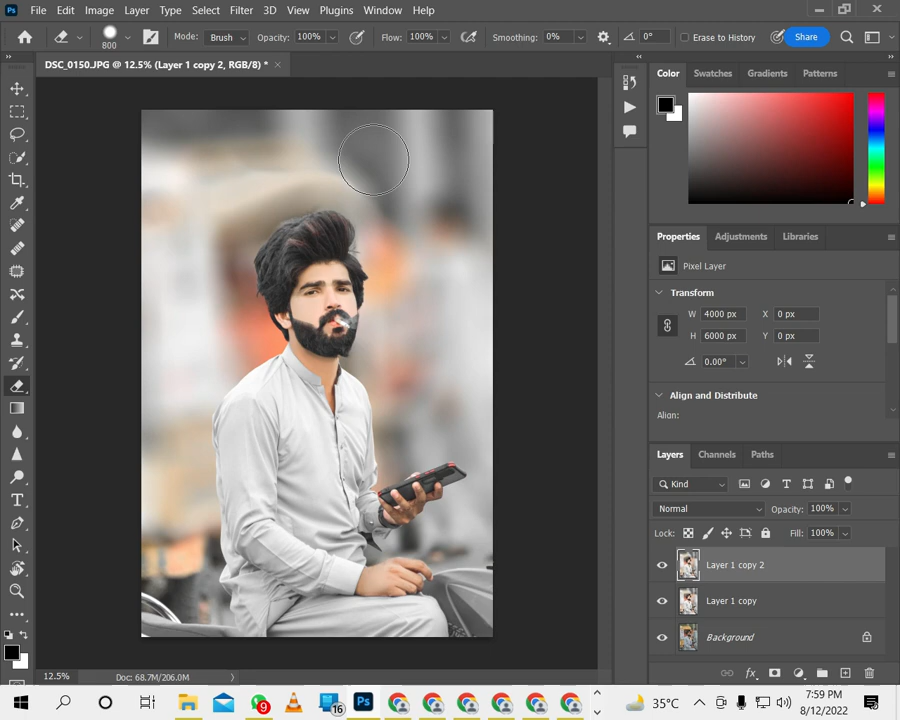 Ps File Edit Image Layer Type Select Filter 3D View Plugins Window Help
800 Mode: Brush Opacity: 100% Flow: 100% Smoothing: 0% 0° Erase to History Share
DSC_0150.JPG @ 12.5% (Layer 1 copy 2, RGB/8) *
Color Swatches Gradients Patterns
Properties Adjustments Libraries
Pixel Layer
Transform
W 4000 px X 0 px
H 6000 px Y 0 px
0.00°
Align and Distribute
Align:
Layers Channels Paths
Kind
Normal Opacity: 100%
Lock: Fill: 100%
Layer 1 copy 2
Layer 1 copy
Background
12.5% Doc: 68.7M/206.0M
9 16 Ps 35°C 7:59 PM
8/12/2022